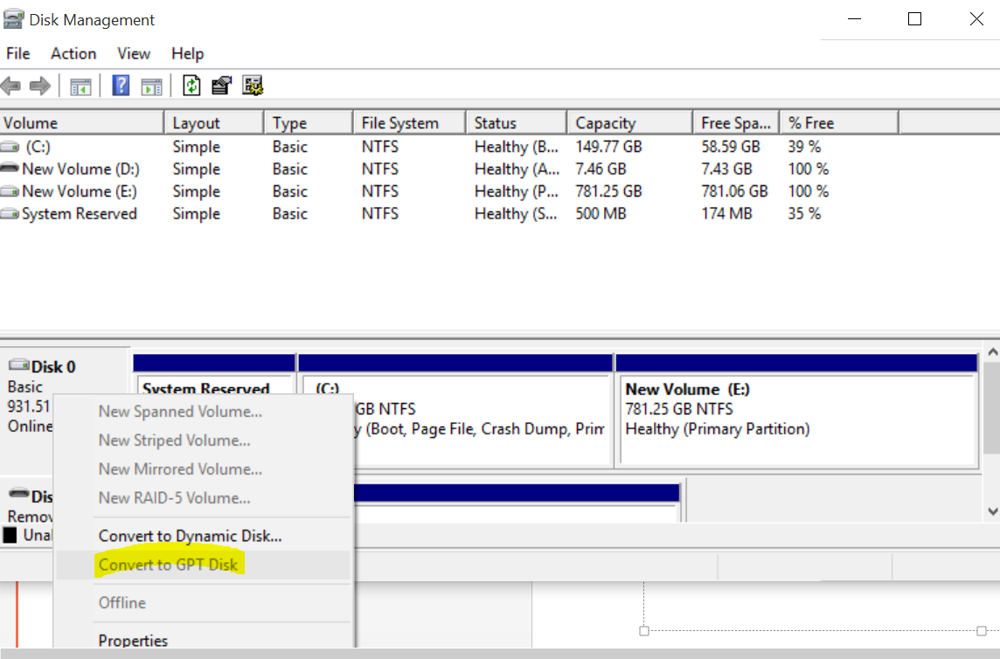 Disk Management
File Action View Help
?
Volume Layout Type File System Status Capacity Free Spa... % Free
(C:) Simple Basic NTFS Healthy (B... 149.77 GB 58.59 GB 39 %
New Volume (D:) Simple Basic NTFS Healthy (A... 7.46 GB 7.43 GB 100 %
New Volume (E:) Simple Basic NTFS Healthy (P... 781.25 GB 781.06 GB 100 %
System Reserved Simple Basic NTFS Healthy (S... 500 MB 174 MB 35 %
Disk 0
Basic
931.51
Online
System Reserved
(C:)
GB NTFS
y (Boot, Page File, Crash Dump, Prim
New Volume (E:)
781.25 GB NTFS
Healthy (Primary Partition)
New Spanned Volume...
New Striped Volume...
New Mirrored Volume...
New RAID-5 Volume...
Convert to Dynamic Disk...
Convert to GPT Disk
Offline
Properties
Dis
Remov
Unal